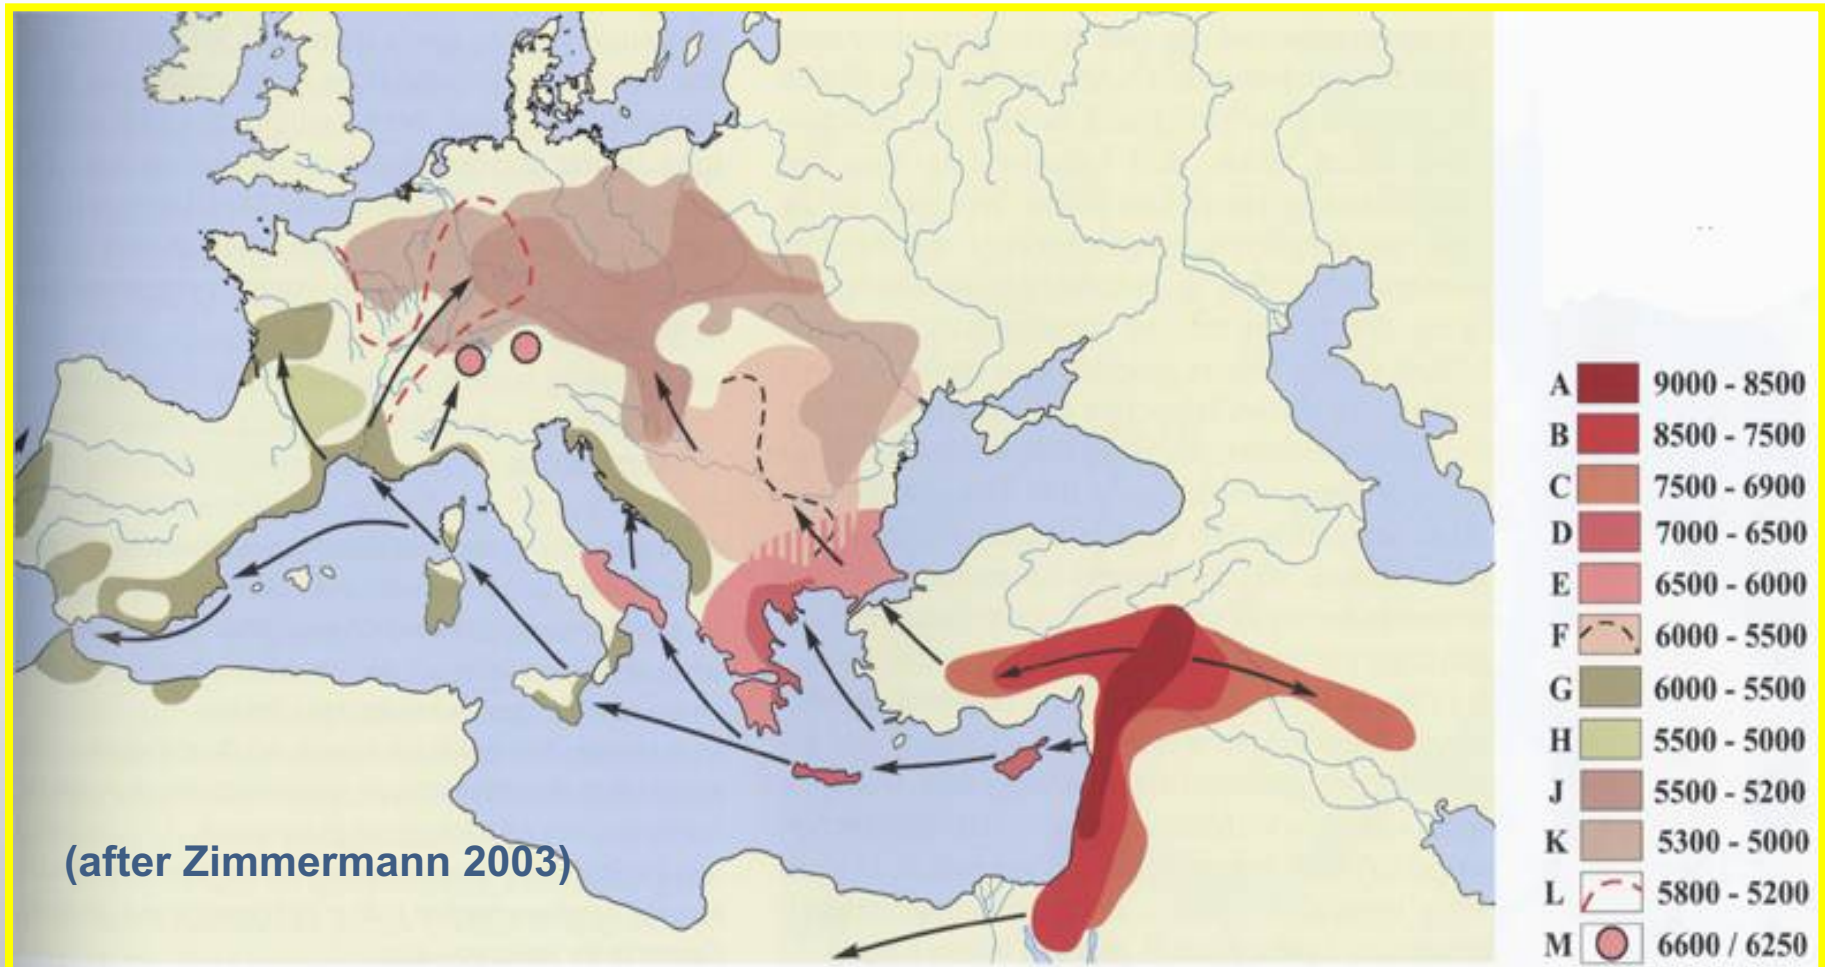 A 9000 - 8500
B 8500 - 7500
C 7500 - 6900
D 7000 - 6500
E 6500 - 6000
F 6000 - 5500
G 6000 - 5500
H 5500 - 5000
J 5500 - 5200
K 5300 - 5000
L 5800 - 5200
M 6600 / 6250
(after Zimmermann 2003)